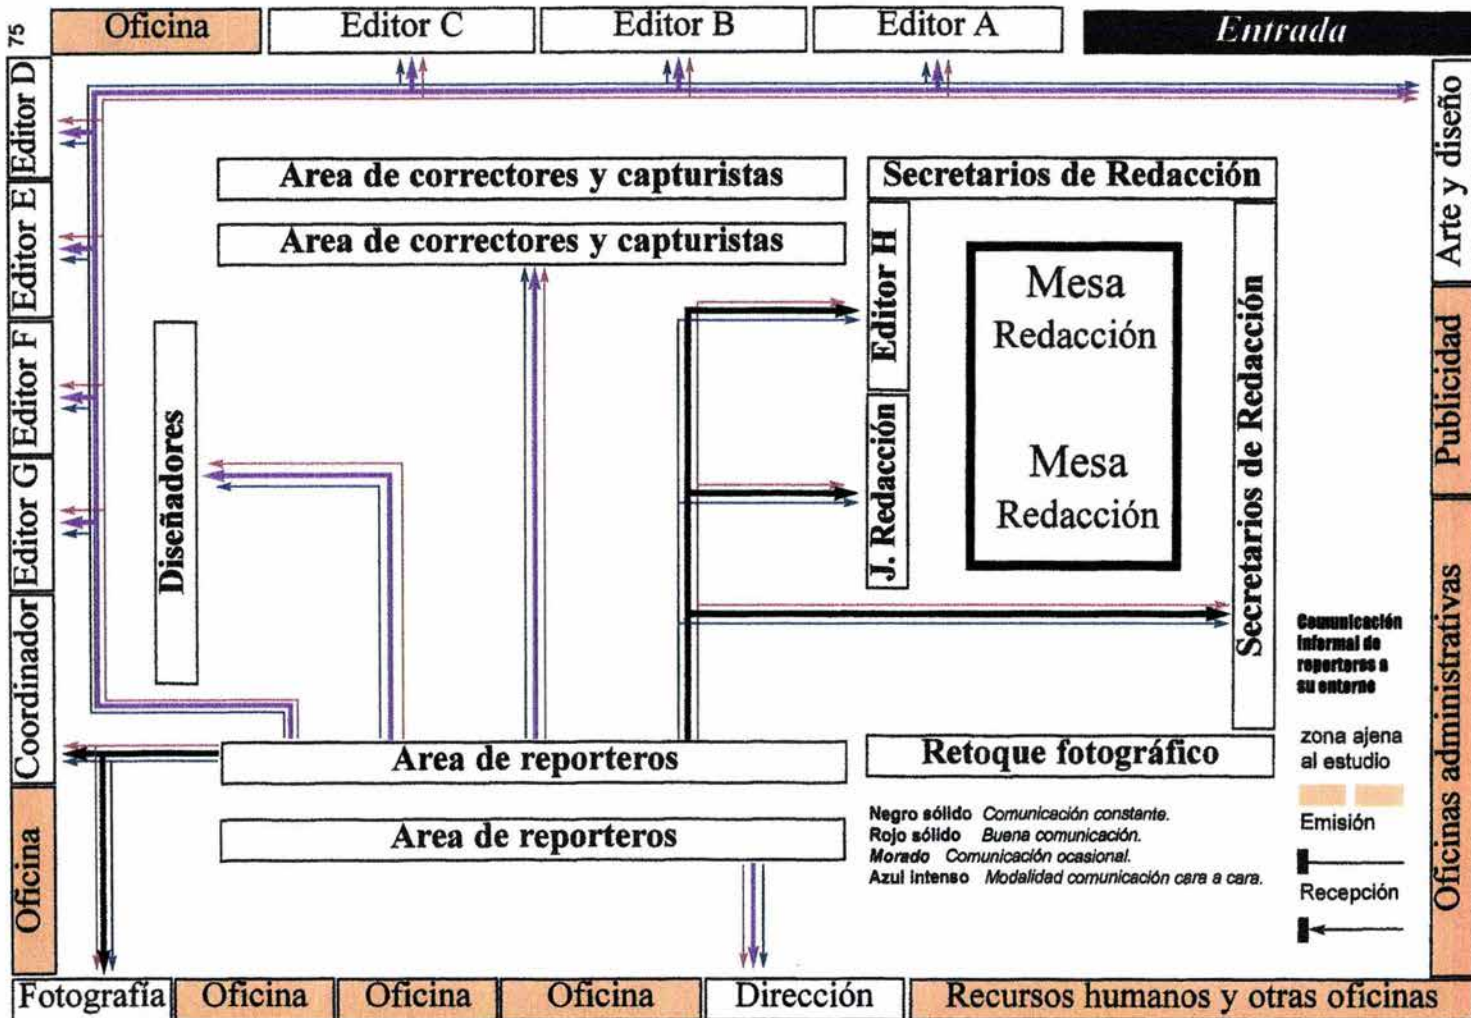 75
Oficina
Editor C
Editor B
Editor A
Entrada
Editor D
Editor E
Editor F
Editor G
Coordinador
Oficina
Area de correctores y capturistas
Area de correctores y capturistas
Secretarios de Redacción
Editor H
J. Redacción
Mesa
Redacción
Mesa
Redacción
Secretarios de Redacción
Diseñadores
Arte y diseño
Publicidad
Oficinas administrativas
Area de reporteros
Area de reporteros
Retoque fotográfico
Negro sólido Comunicación constante.
Rojo sólido Buena comunicación.
Morado Comunicación ocasional.
Azul intenso Modalidad comunicación cara a cara.
Comunicación
informal de
reporteros a
su entorno
zona ajena
al estudio
Emisión
Recepción
Fotografía
Oficina
Oficina
Oficina
Dirección
Recursos humanos y otras oficinas